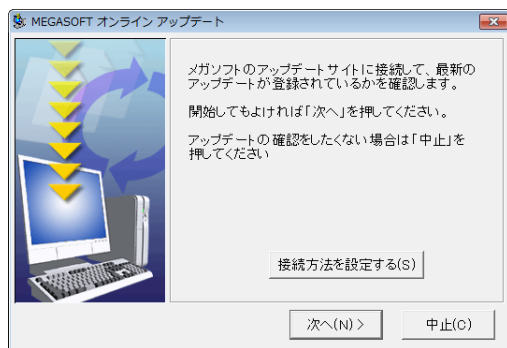 MEGASOFT オンライン アップデート
メガソフトのアップデートサイトに接続して、最新の
アップデートが登録されているかを確認します。
開始してもよければ「次へ」を押してください。
アップデートの確認をしたくない場合は「中止」を
押してください
接続方法を設定する(S)
次へ(N) >
中止(C)